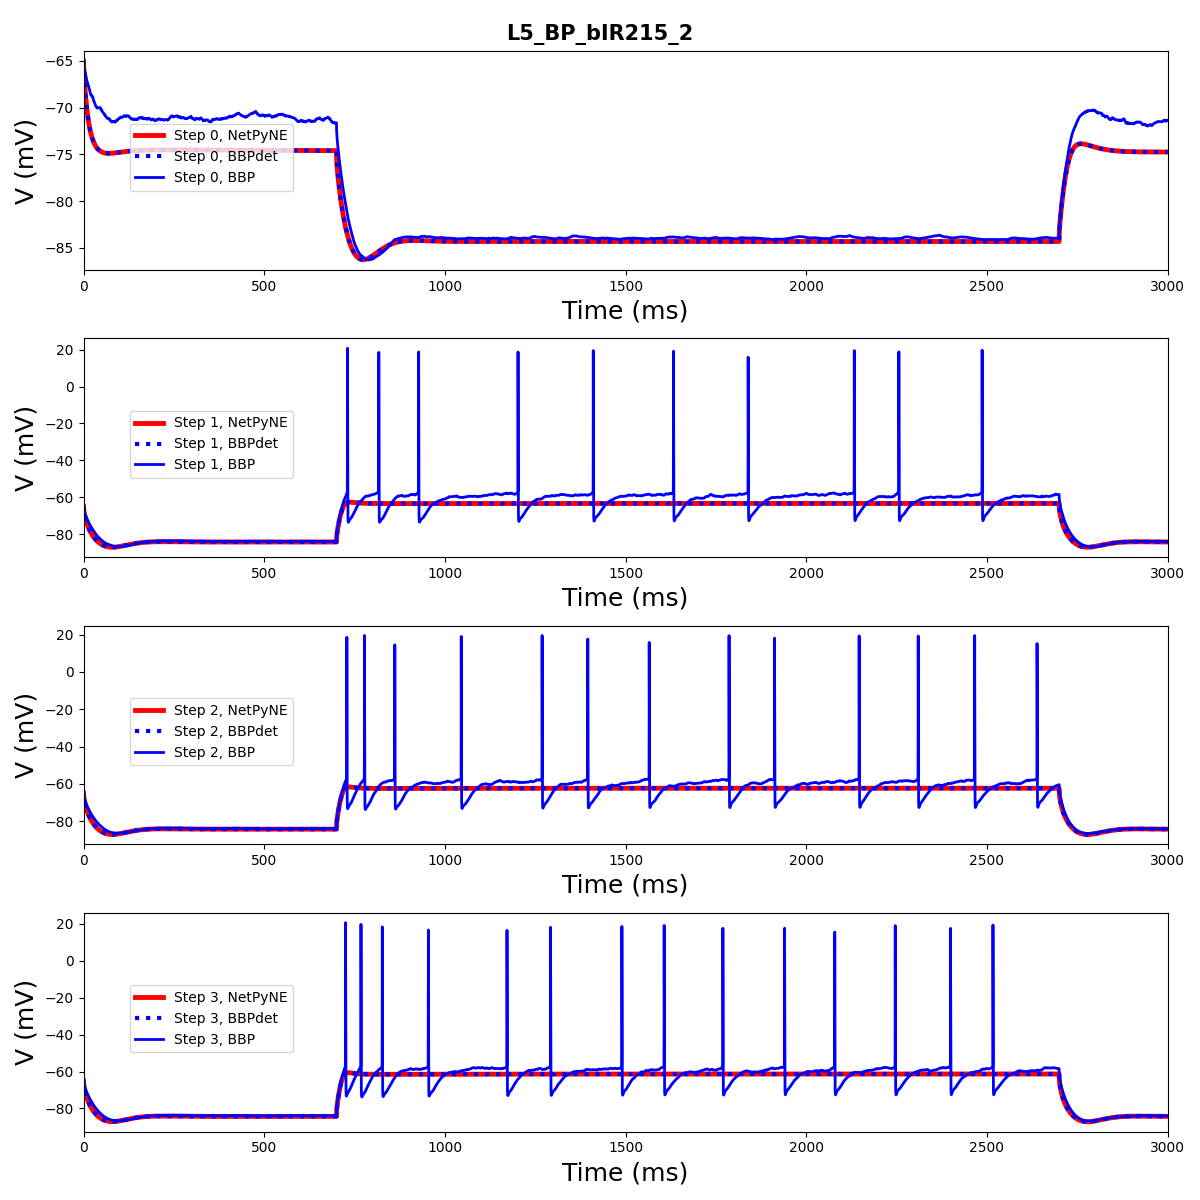 L5_BP_bIR215_2
−65
−70
−75
−80
−85
V (mV)
Step 0, NetPyNE
Step 0, BBPdet
Step 0, BBP
0 500 1000 1500 2000 2500 3000
Time (ms)
20
0
−20
−40
−60
−80
V (mV)
Step 1, NetPyNE
Step 1, BBPdet
Step 1, BBP
0 500 1000 1500 2000 2500 3000
Time (ms)
20
0
−20
−40
−60
−80
V (mV)
Step 2, NetPyNE
Step 2, BBPdet
Step 2, BBP
0 500 1000 1500 2000 2500 3000
Time (ms)
20
0
−20
−40
−60
−80
V (mV)
Step 3, NetPyNE
Step 3, BBPdet
Step 3, BBP
0 500 1000 1500 2000 2500 3000
Time (ms)